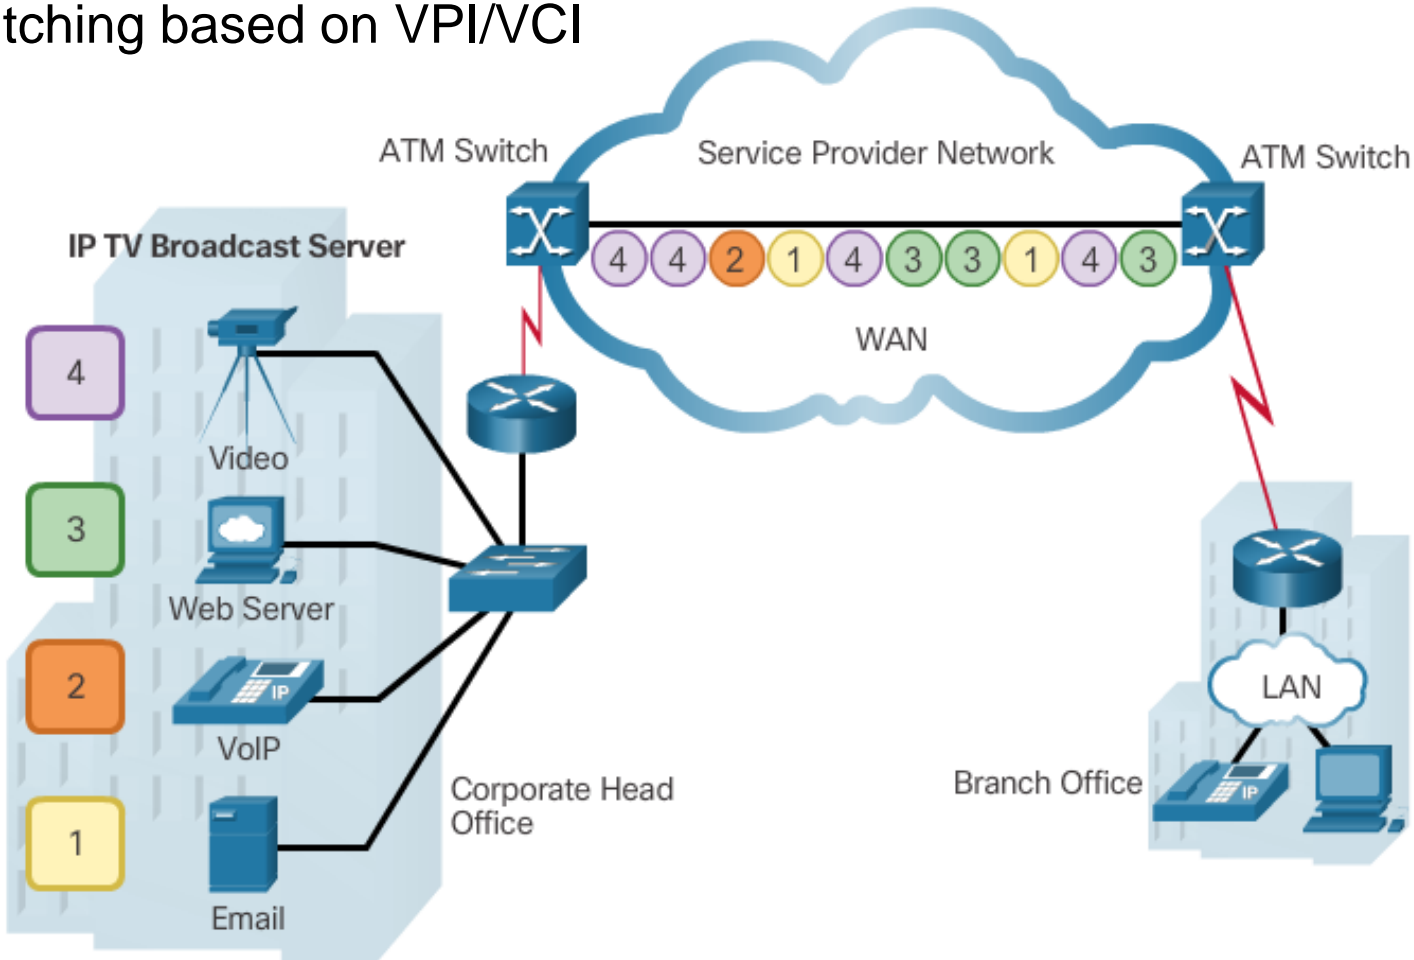 tching based on VPI/VCI
ATM Switch
Service Provider Network
ATM Switch
IP TV Broadcast Server
4 4 2 1 4 3 3 1 4 3
WAN
4
Video
3
Web Server
2
IP
VoIP
LAN
Corporate Head
Office
Branch Office
IP
1
Email